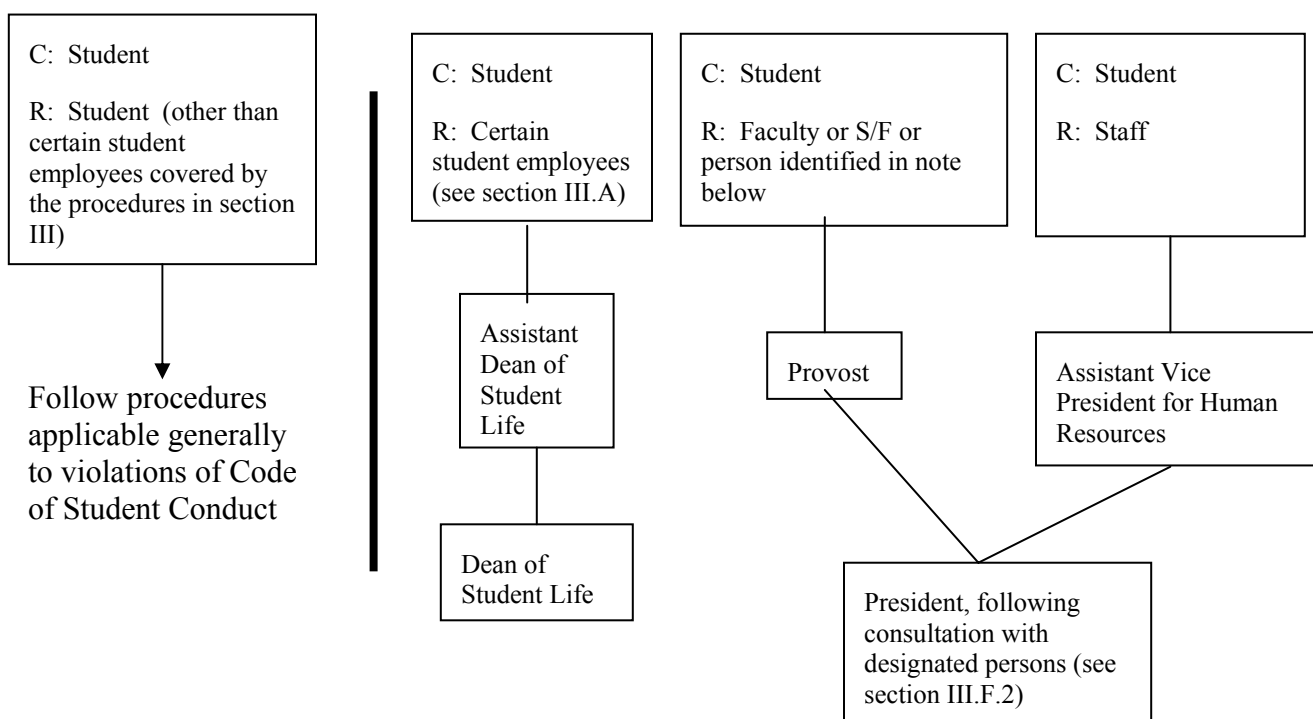 C: Student
R: Student (other than
certain student
employees covered by
the procedures in section
III)
Follow procedures
applicable generally
to violations of Code
of Student Conduct
C: Student
R: Certain
student employees
(see section III.A)
Assistant
Dean of
Student
Life
Dean of
Student Life
C: Student
R: Faculty or S/F or
person identified in note
below
Provost
C: Student
R: Staff
Assistant Vice
President for Human
Resources
President, following
consultation with
designated persons (see
section III.F.2)